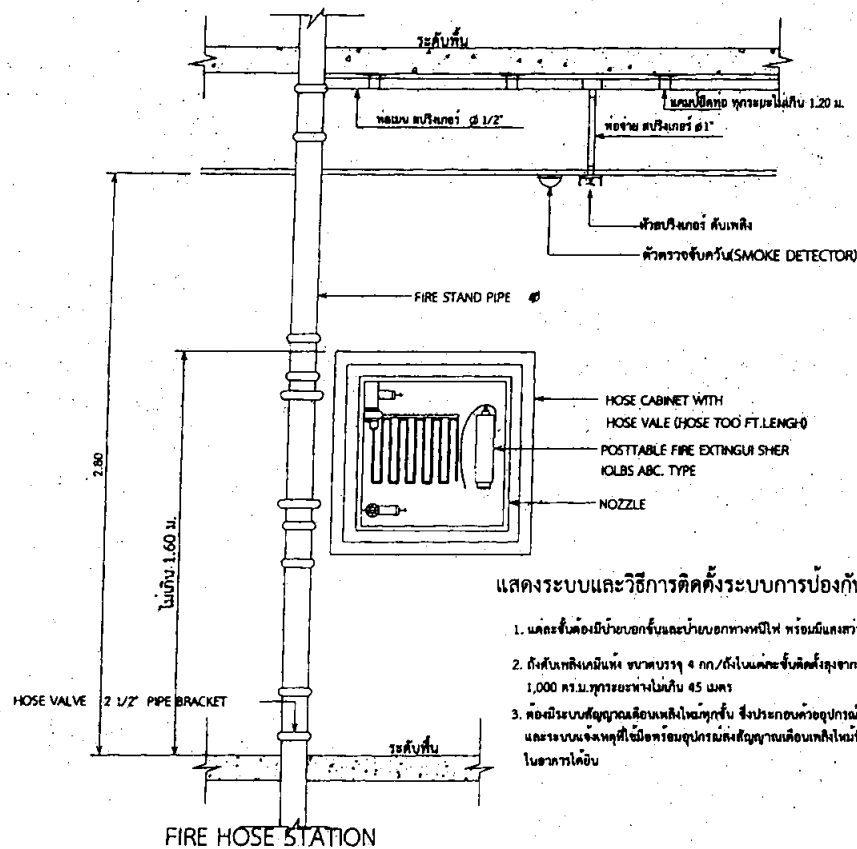 ระดับพื้น
แคมป์ยึดท่อ ทุกระยะไม่เกิน 1.20 ม.
ท่อเมน สปริงเกอร์ Ø 1/2"
ท่อจ่าย สปริงเกอร์ ø1"
หัวสปริงเกอร์ ดับเพลิง
ตัวตรวจจับควัน(SMOKE DETECTOR)
FIRE STAND PIPE
HOSE CABINET WITH
HOSE VALE (HOSE TOO FT.LENGH)
POSTTABLE FIRE EXTINGUI SHER
IOLBS ABC. TYPE
NOZZLE
2.80
ไม่เกิน 1.60 ม.
แสดงระบบและวิธีการติดตั้งระบบการป้องกัน
1. แต่ละชั้นต้องมีป้ายบอกชั้นและป้ายบอกทางหนีไฟ พร้อมมีแสงสว่
2. ถังดับเพลิงเคมีแห้ง ขนาดบรรจุ 4 กก/ถังในแต่ละชั้นติดตั้งสูงจาก
1,000 ตร.ม.ทุกระยะห่างไม่เกิน 45 เมตร
3. ต้องมีระบบสัญญาณเตือนเพลิงไหม้ทุกชั้น ซึ่งประกอบด้วยอุปกรณ์
และระบบแจ้งเหตุที่ใช้มือพร้อมอุปกรณ์ส่งสัญญาณเตือนเพลิงไหม้
ในอาคารได้ยิน
HOSE VALVE 2 1/2" PIPE BRACKET
ระดับพื้น
FIRE HOSE STATION